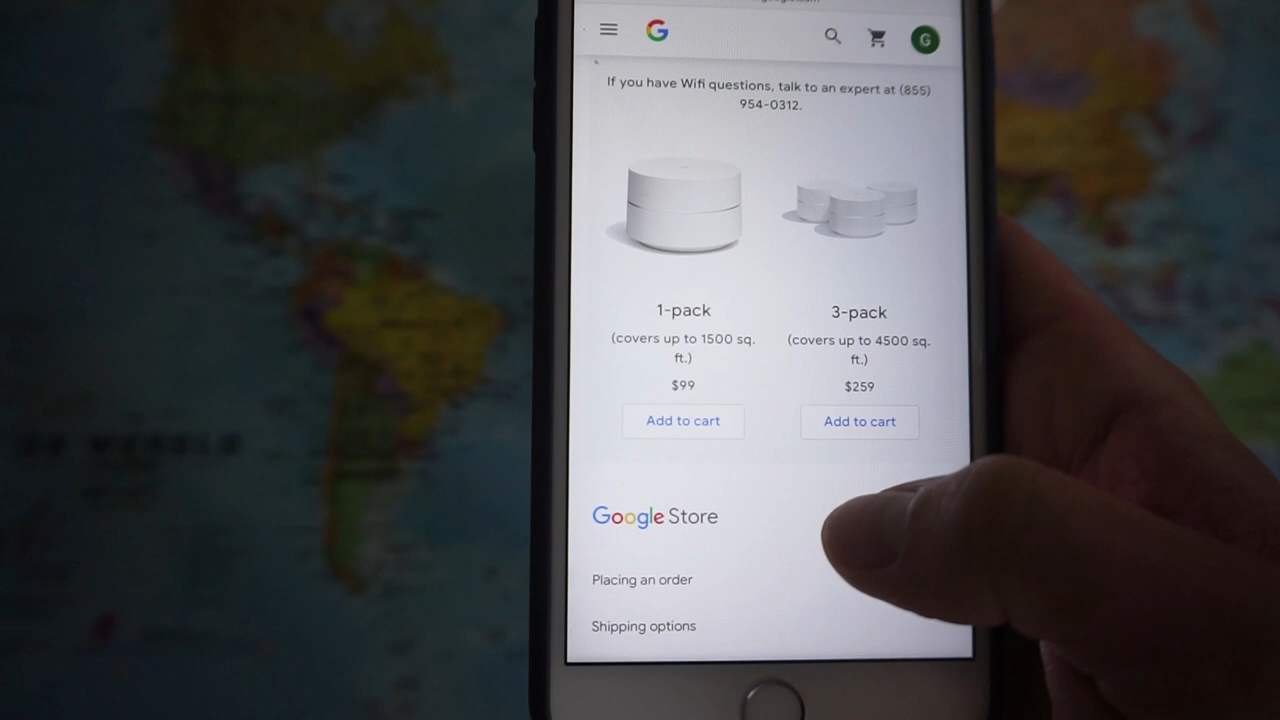 G
G
If you have Wifi questions, talk to an expert at (855)
954-0312.
1-pack
3-pack
(covers up to 1500 sq.
ft.)
(covers up to 4500 sq.
ft.)
$99
$259
Add to cart
Add to cart
Google Store
Placing an order
Shipping options
DE WERELD